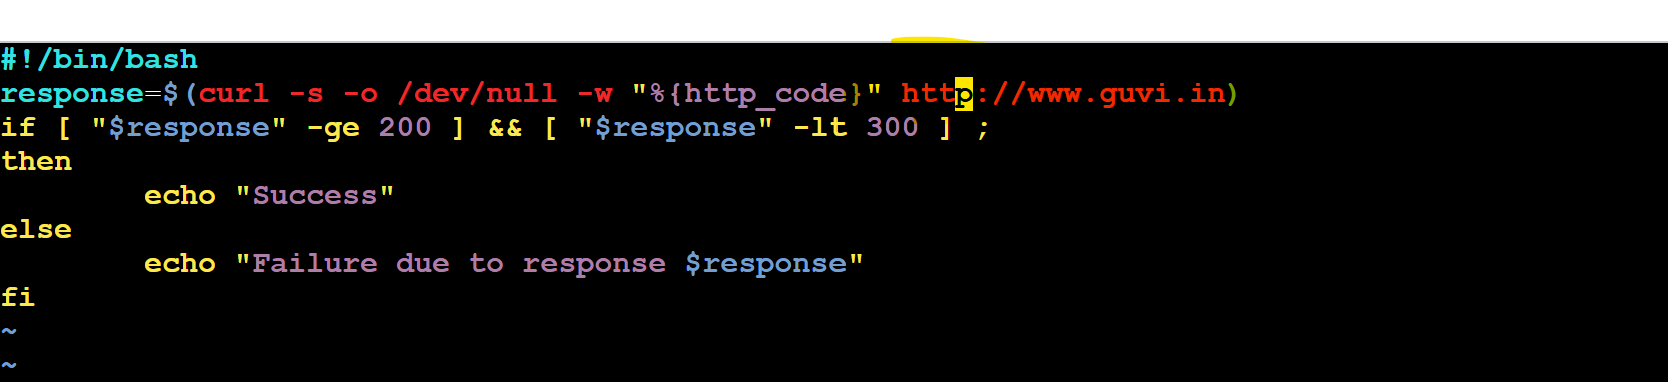 #!/bin/bash
response=$(curl -s -o /dev/null -w "%{http_code}" http://www.guvi.in)
if [ "$response" -ge 200 ] && [ "$response" -lt 300 ] ;
then
        echo "Success"
else
        echo "Failure due to response $response"
fi
~
~